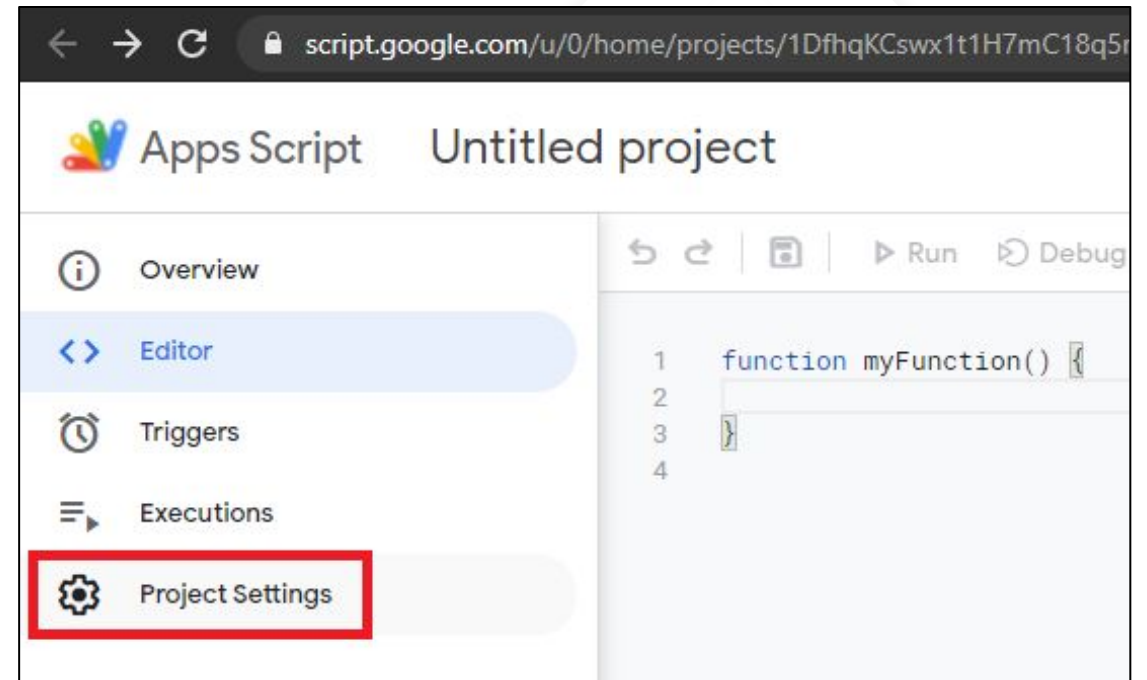 script.google.com/u/0/home/projects/1DfhqKCswx1t1H7mC18q5r
Apps Script Untitled project
Overview
Run Debug
Editor
1 function myFunction() {
2
Triggers
3 }
4
Executions
Project Settings